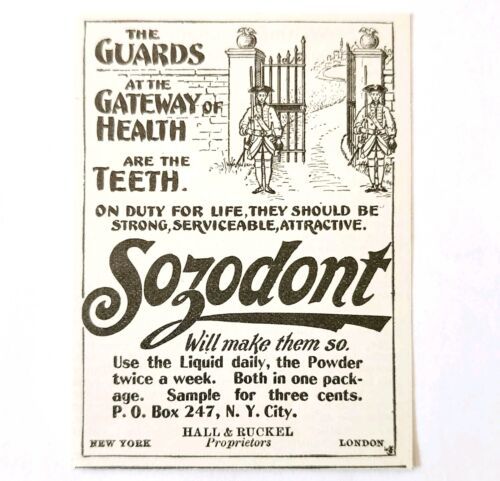 THE
GUARDS
AT THE
GATEWAY OF
HEALTH
ARE THE
TEETH.
ON DUTY FOR LIFE, THEY SHOULD BE
STRONG, SERVICEABLE, ATTRACTIVE.
Sozodont
Will make them so.
Use the Liquid daily, the Powder
twice a week. Both in one pack-
age. Sample for three cents.
P. O. Box 247, N. Y. City.
HALL & RUCKEL
NEW YORK Proprietors LONDON